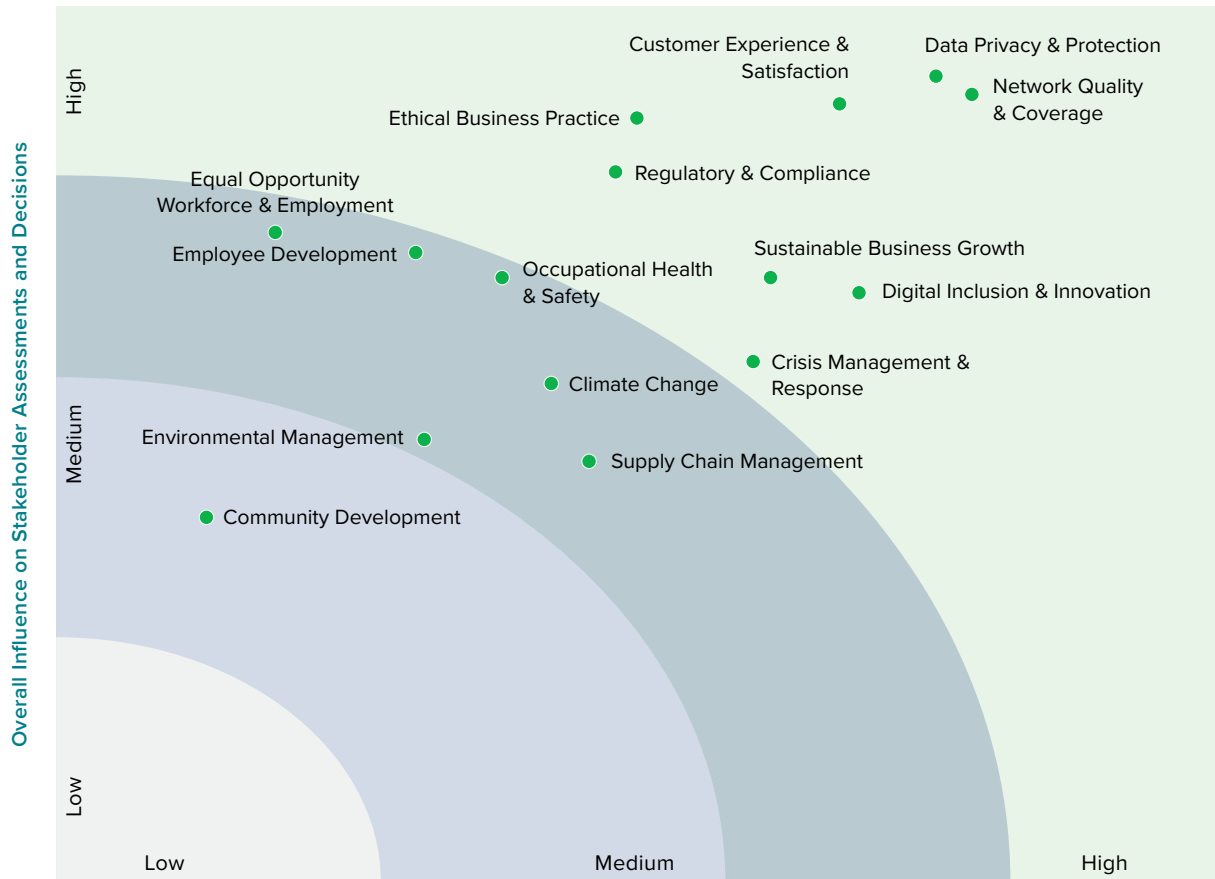 Overall Influence on Stakeholder Assessments and Decisions
High
Medium
Low
Customer Experience &
Satisfaction
Data Privacy & Protection
Network Quality
& Coverage
Ethical Business Practice
Regulatory & Compliance
Equal Opportunity
Workforce & Employment
Employee Development
Occupational Health
& Safety
Sustainable Business Growth
Digital Inclusion & Innovation
Crisis Management &
Response
Climate Change
Environmental Management
Supply Chain Management
Community Development
Low
Medium
High